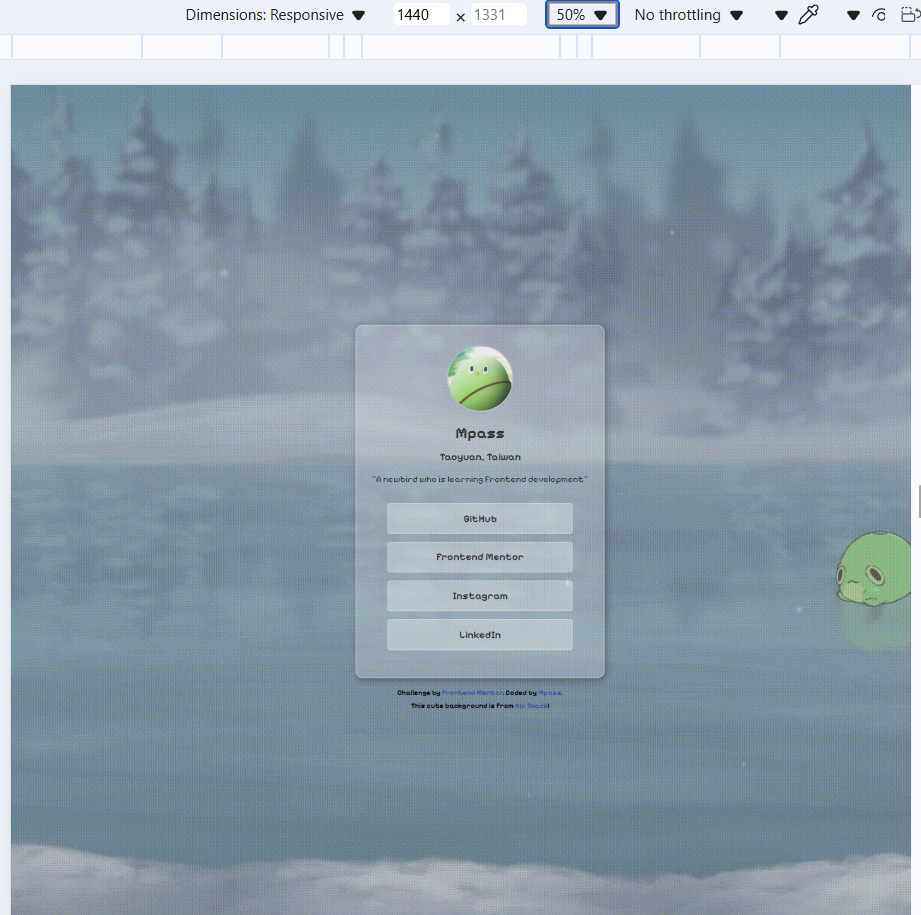 Dimensions: Responsive 1440 × 1331 50% No throttling
Mpass
Taoyuan, Taiwan
"A newbird who is learning Frontend development"
GitHub
Frontend Mentor
Instagram
LinkedIn
Challenge by Frontend Mentor. Coded by Mpass.
This cute background is from